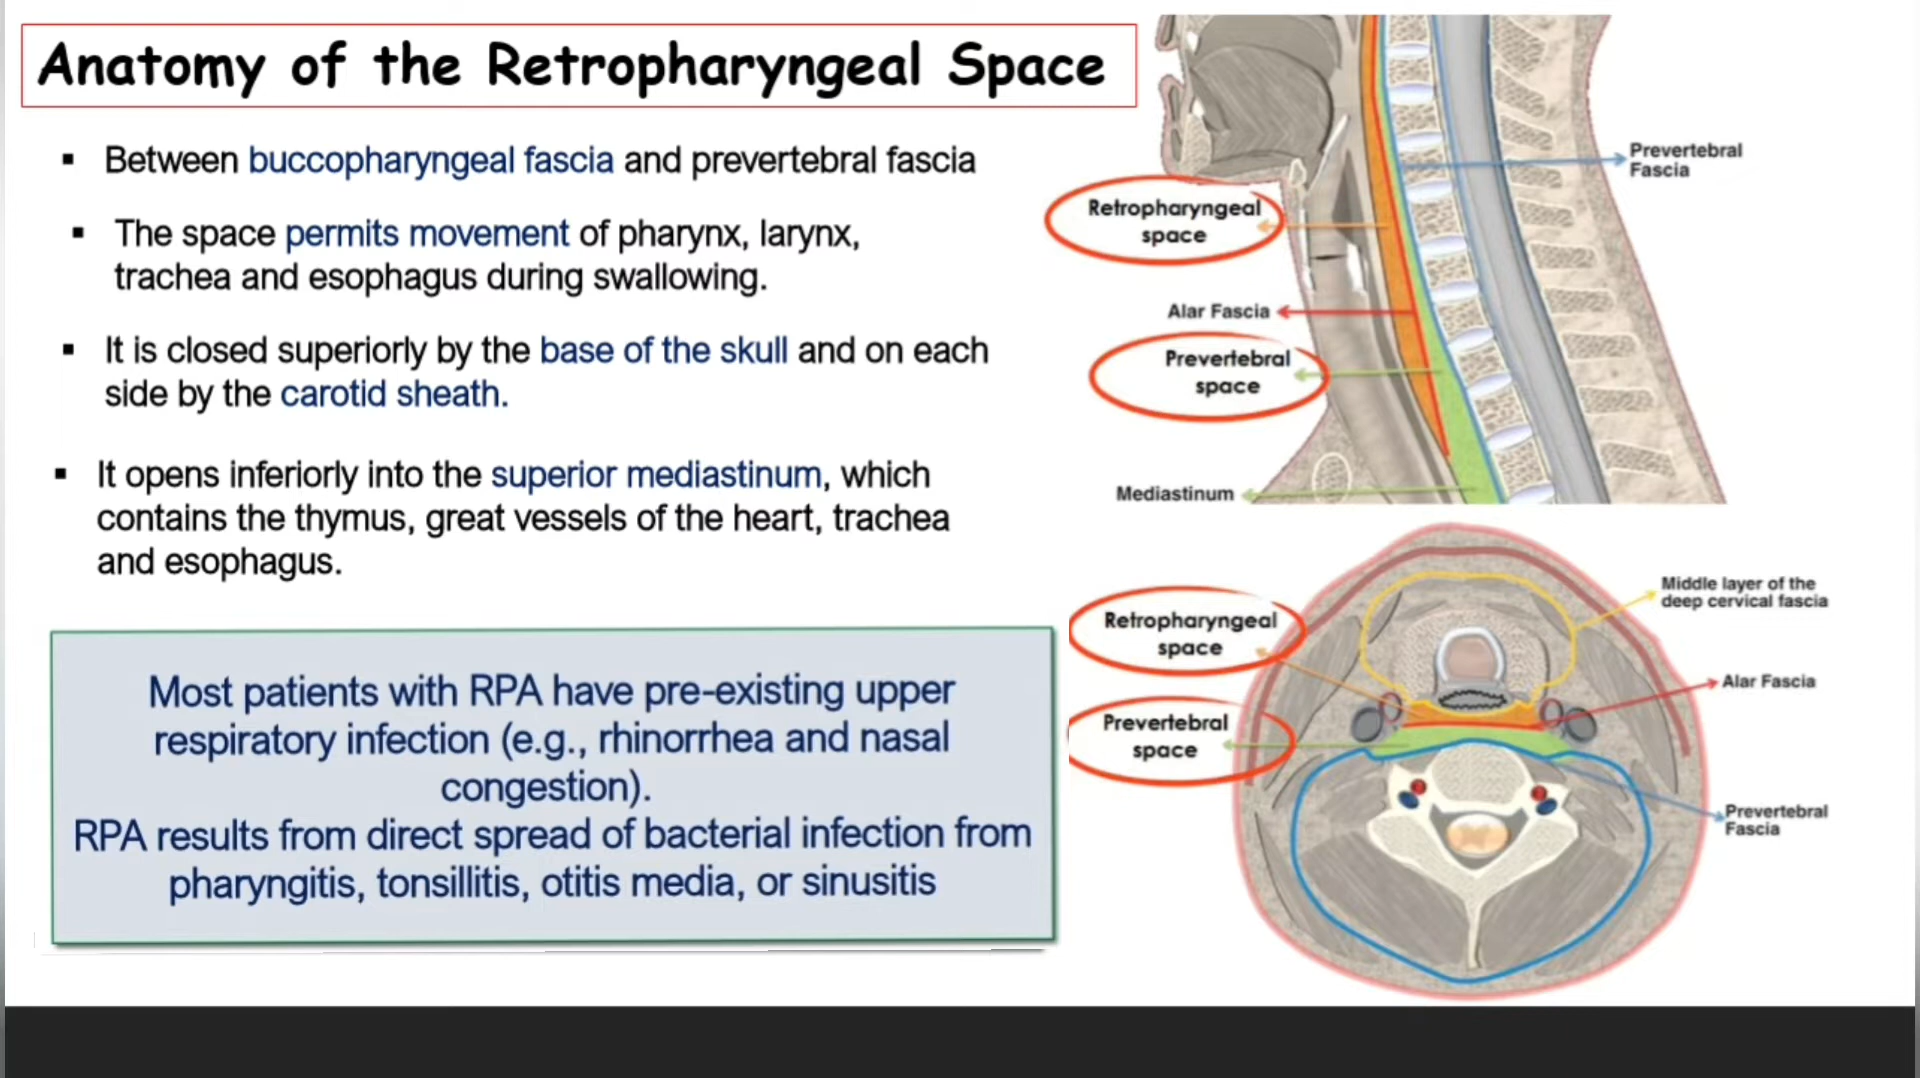 Anatomy of the Retropharyngeal Space
▪ Between buccopharyngeal fascia and prevertebral fascia
▪ The space permits movement of pharynx, larynx,
trachea and esophagus during swallowing.
▪ It is closed superiorly by the base of the skull and on each
side by the carotid sheath.
▪ It opens inferiorly into the superior mediastinum, which
contains the thymus, great vessels of the heart, trachea
and esophagus.
Most patients with RPA have pre-existing upper
respiratory infection (e.g., rhinorrhea and nasal
congestion).
RPA results from direct spread of bacterial infection from
pharyngitis, tonsillitis, otitis media, or sinusitis
Prevertebral
Fascia
Retropharyngeal
space
Alar Fascia
Prevertebral
space
Mediastinum
Middle layer of the
deep cervical fascia
Retropharyngeal
space
Alar Fascia
Prevertebral
space
Prevertebral
Fascia